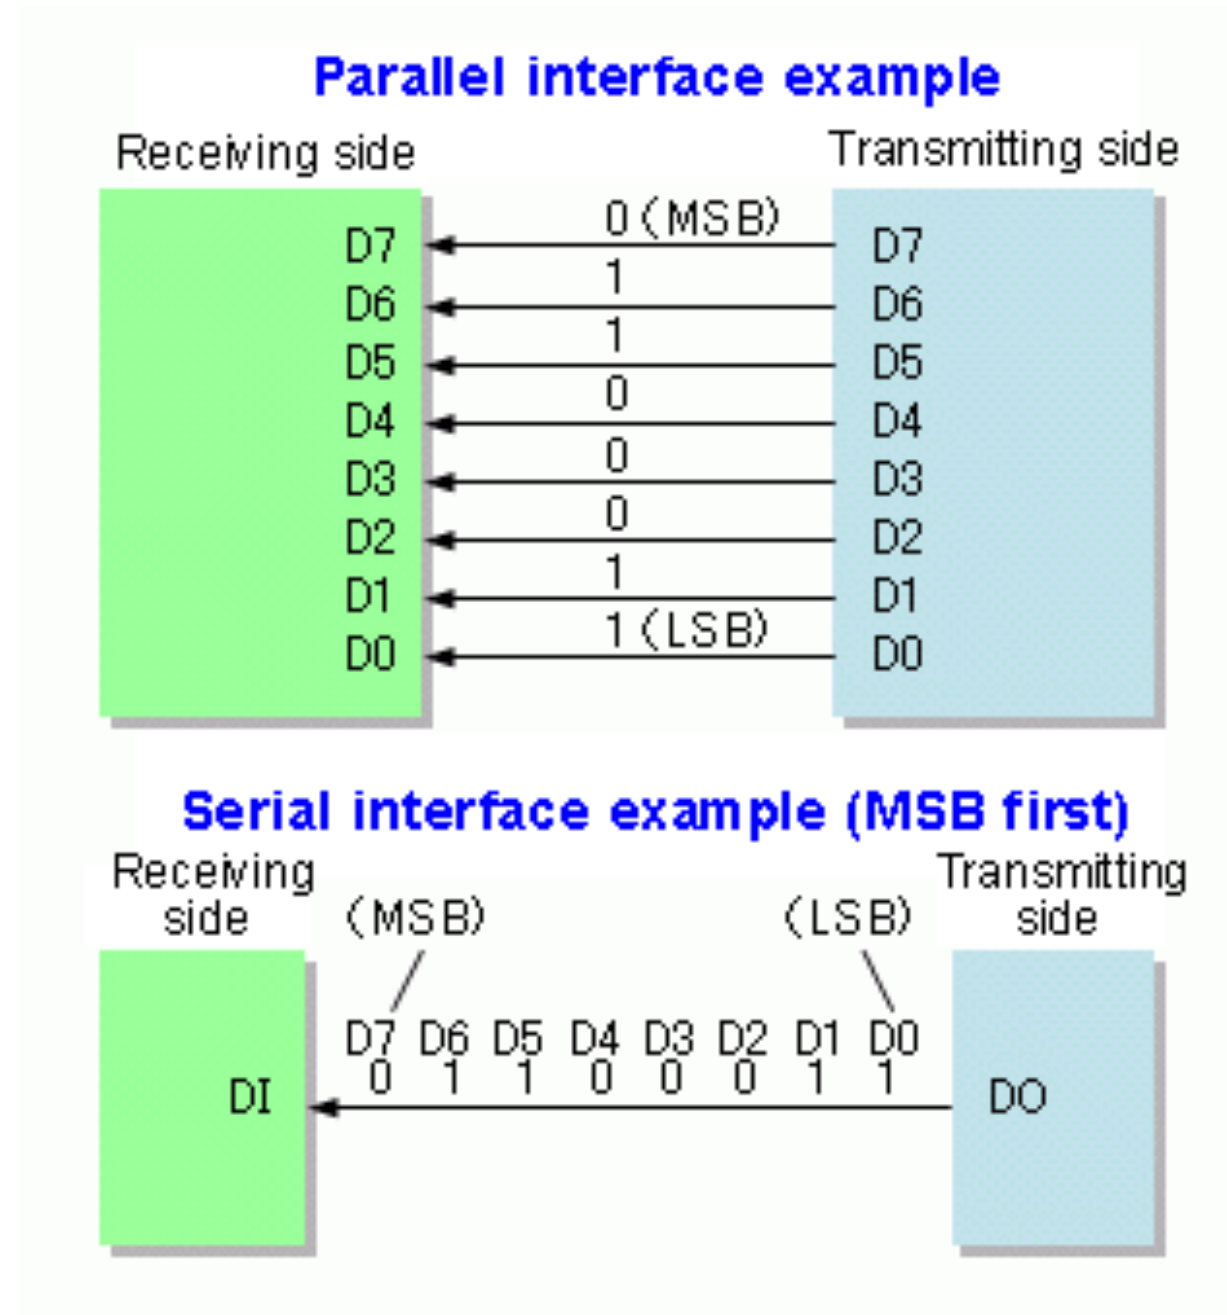 Parallel interface example
Receiving side
Transmitting side
0 (MSB)
D7 D7
1
D6 D6
1
D5 D5
0
D4 D4
0
D3 D3
0
D2 D2
1
D1 D1
1 (LSB)
D0 D0
Serial interface example (MSB first)
Receiving
side
Transmitting
side
(MSB) (LSB)
D7 D6 D5 D4 D3 D2 D1 D0
0 1 1 0 0 0 1 1
DI DO